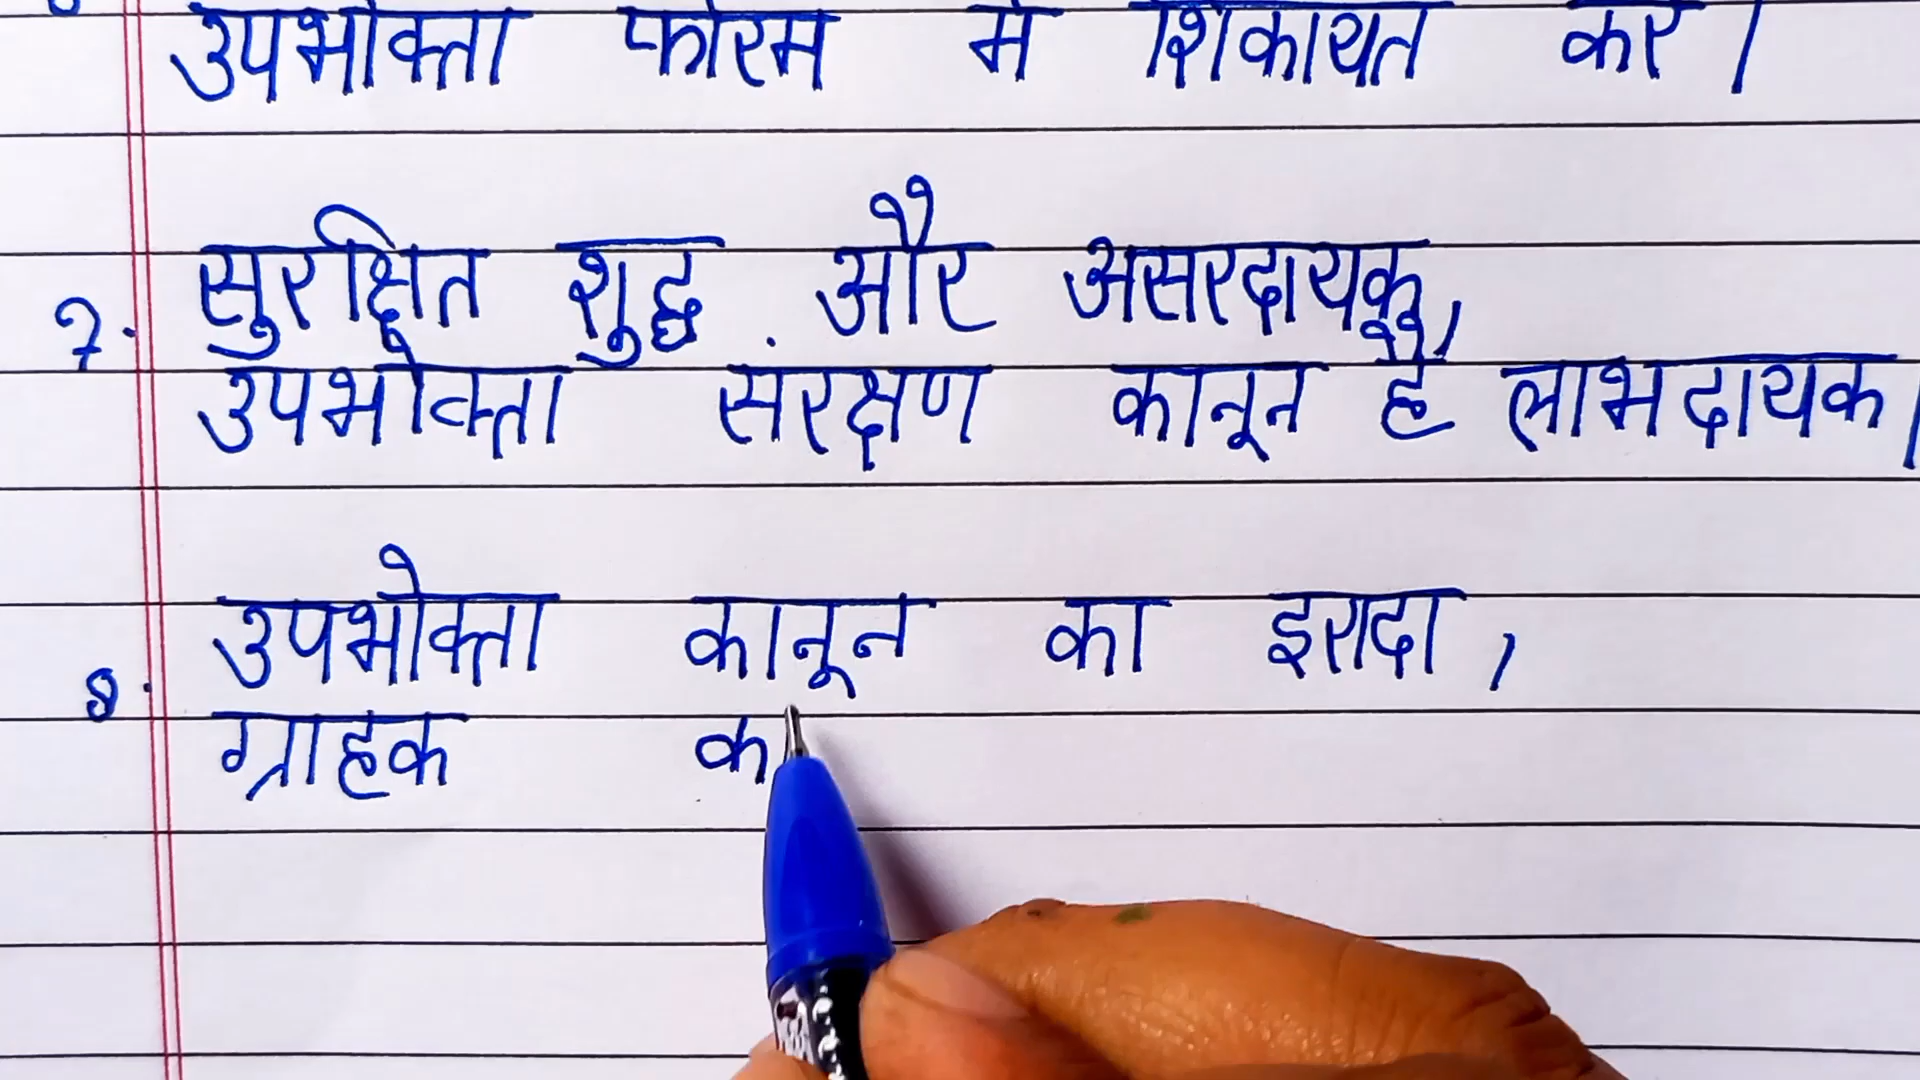 उपभोक्ता फोरम में शिकायत करें।
सुरक्षित शुद्ध और असरदायक,
7.
उपभोक्ता संरक्षण कानून है लाभदायक।
उपभोक्ता कानून का इरादा,
8.
ग्राहक का